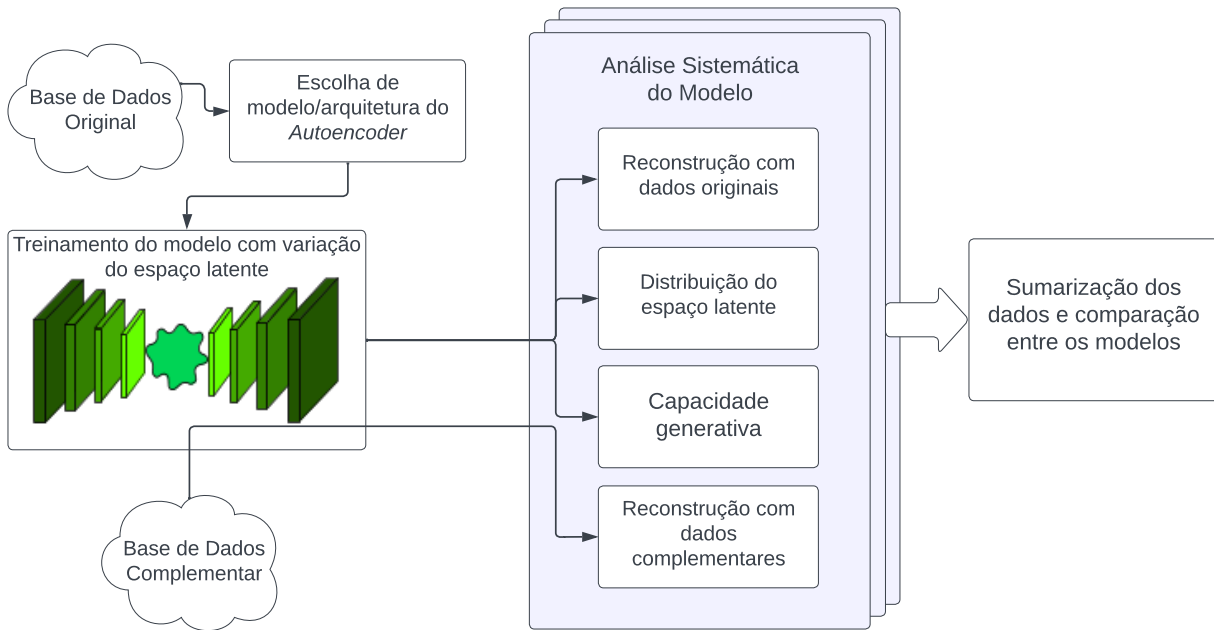 Base de Dados
Original
Escolha de
modelo/arquitetura do
Autoencoder
Treinamento do modelo com variação
do espaço latente
Base de Dados
Complementar
Análise Sistemática
do Modelo
Reconstrução com
dados originais
Distribuição do
espaço latente
Capacidade
generativa
Reconstrução com
dados
complementares
Sumarização dos
dados e comparação
entre os modelos